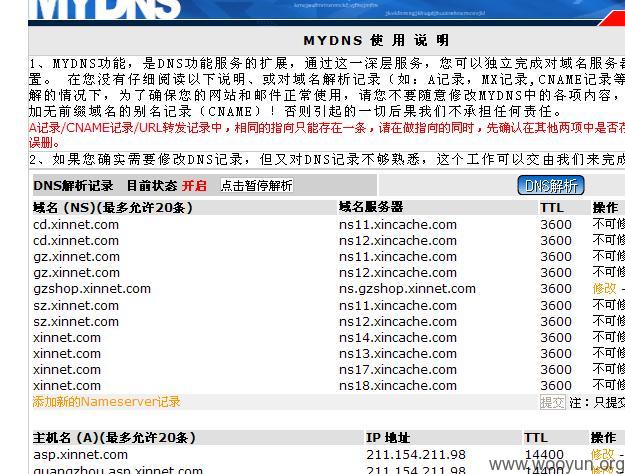 MYDNS
MYDNS 使 用 说 明
1、MYDNS功能，是DNS功能服务的扩展，通过这一深层服务，您可以独立完成对域名服务器
置。 在您没有仔细阅读以下说明、或对域名解析记录（如：A记录，MX记录,CNAME记录等
解的情况下，为了确保您的网站和邮件正常使用，请您不要随意修改MYDNS中的各项内容，
加无前缀域名的别名记录（CNAME）！否则引起的一切后果我们不承担任何责任。
A记录/CNAME记录/URL转发记录中，相同的指向只能存在一条，请在做指向的同时，先确认在其他两项中是否存
误删。
2、如果您确实需要修改DNS记录，但又对DNS记录不够熟悉，这个工作可以交由我们来完成
DNS解析记录 目前状态 开启 点击暂停解析 DNS解析
域名 (NS)(最多允许20条) 域名服务器 TTL 操作
cd.xinnet.com ns11.xincache.com 3600 不可修
cd.xinnet.com ns12.xincache.com 3600 不可修
gz.xinnet.com ns11.xincache.com 3600 不可修
gz.xinnet.com ns12.xincache.com 3600 不可修
gzshop.xinnet.com ns.gzshop.xinnet.com 3600 修改 -
sz.xinnet.com ns11.xincache.com 3600 不可修
sz.xinnet.com ns12.xincache.com 3600 不可修
xinnet.com ns14.xincache.com 3600 不可修
xinnet.com ns13.xincache.com 3600 不可修
xinnet.com ns17.xincache.com 3600 不可修
xinnet.com ns18.xincache.com 3600 不可修
添加新的Nameserver记录 提交 注：只提交
主机名 (A)(最多允许20条) IP 地址 TTL 操作
asp.xinnet.com 211.154.211.98 14400 修改 -
guangzhou.asp.xinnet.com 211.154.211.98 14400 修改
www.wooyun.org